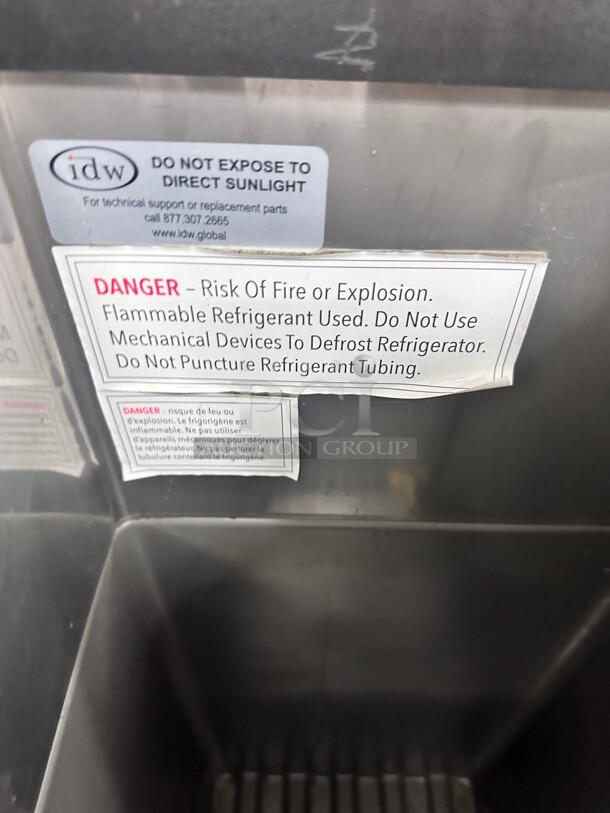 idw
DO NOT EXPOSE TO
DIRECT SUNLIGHT
For technical support or replacement parts
call 877.307.2665
www.idw.global
DANGER – Risk Of Fire or Explosion.
Flammable Refrigerant Used. Do Not Use
Mechanical Devices To Defrost Refrigerator.
Do Not Puncture Refrigerant Tubing.
DANGER - risque de feu ou
d'explosion. Le frigorigène est
inflammable. Ne pas utiliser
d'appareils mécaniques pour dégivrer
le réfrigérateur. Ne pas perforer la
tubulure contenant le frigorigène.
PCI
AUCTION GROUP